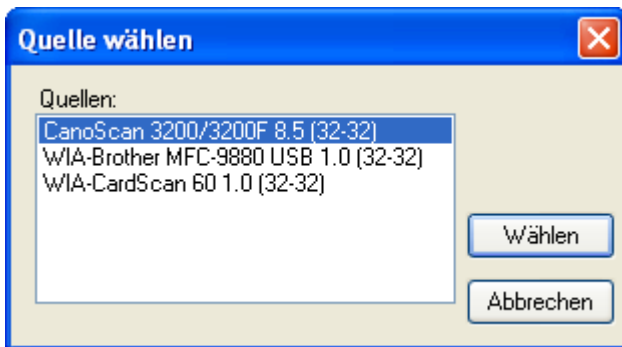 Quelle wählen
Quellen:
CanoScan 3200/3200F 8.5 (32-32)
WIA-Brother MFC-9880 USB 1.0 (32-32)
WIA-CardScan 60 1.0 (32-32)
Wählen
Abbrechen